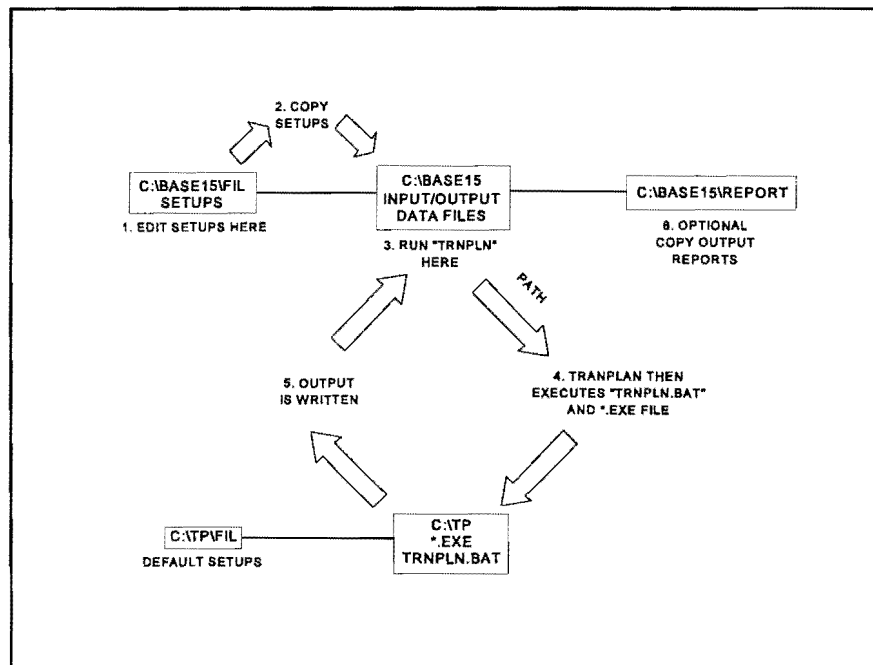 2. COPY
SETUPS
C:\BASE15\FIL
SETUPS
1. EDIT SETUPS HERE
C:\BASE15
INPUT/OUTPUT
DATA FILES
3. RUN "TRNPLN"
HERE
C:\BASE15\REPORT
6. OPTIONAL
COPY OUTPUT
REPORTS
PATH
4. TRANPLAN THEN
EXECUTES "TRNPLN.BAT"
AND *.EXE FILE
5. OUTPUT
IS WRITTEN
C:\TP\FIL
DEFAULT SETUPS
C:\TP
*.EXE
TRNPLN.BAT